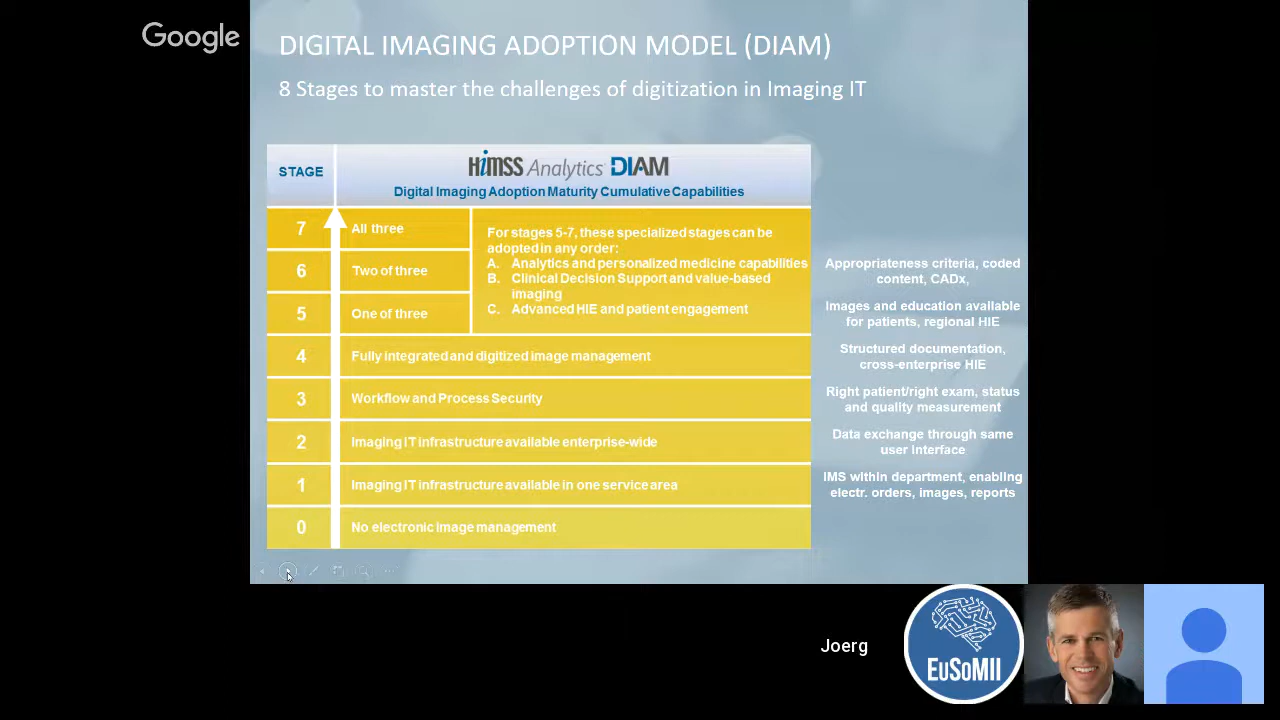 Google
DIGITAL IMAGING ADOPTION MODEL (DIAM)
8 Stages to master the challenges of digitization in Imaging IT
STAGE
HiMSS Analytics DIAM
Digital Imaging Adoption Maturity Cumulative Capabilities
7
All three
6
Two of three
5
One of three
For stages 5-7, these specialized stages can be
adopted in any order:
A. Analytics and personalized medicine capabilities
B. Clinical Decision Support and value-based
imaging
C. Advanced HIE and patient engagement
4
Fully integrated and digitized image management
3
Workflow and Process Security
2
Imaging IT infrastructure available enterprise-wide
1
Imaging IT infrastructure available in one service area
0
No electronic image management
Appropriateness criteria, coded
content, CADx,
Images and education available
for patients, regional HIE
Structured documentation,
cross-enterprise HIE
Right patient/right exam, status
and quality measurement
Data exchange through same
user interface
IMS within department, enabling
electr. orders, images, reports
Joerg
EuSoMII